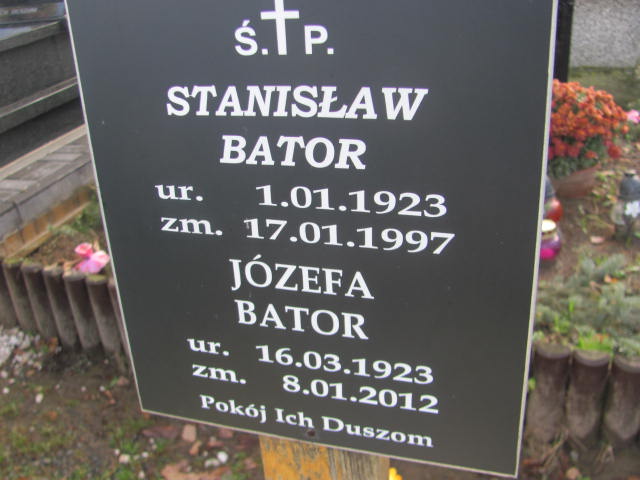 Ś.†P.
STANISŁAW
BATOR
ur. 1.01.1923
zm. 17.01.1997
JÓZEFA
BATOR
ur. 16.03.1923
zm. 8.01.2012
Pokój Ich Duszom